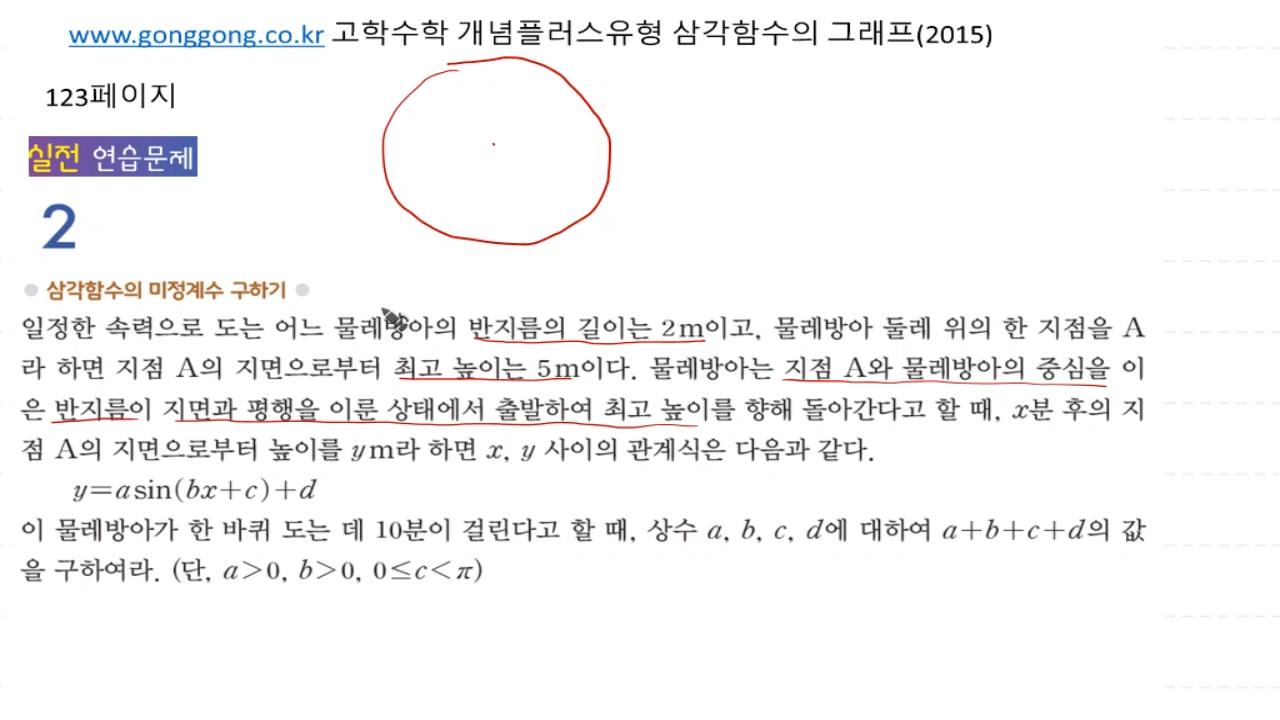 www.gonggong.co.kr 고학수학 개념플러스유형 삼각함수의 그래프(2015)
123페이지
실전 연습문제
2
삼각함수의 미정계수 구하기
일정한 속력으로 도는 어느 물레방아의 반지름의 길이는 2m이고, 물레방아 둘레 위의 한 지점을 A
라 하면 지점 A의 지면으로부터 최고 높이는 5m이다. 물레방아는 지점 A와 물레방아의 중심을 이
은 반지름이 지면과 평행을 이룬 상태에서 출발하여 최고 높이를 향해 돌아간다고 할 때, x분 후의 지
점 A의 지면으로부터 높이를 y m라 하면 x, y 사이의 관계식은 다음과 같다.
y=a sin(bx+c)+d
이 물레방아가 한 바퀴 도는 데 10분이 걸린다고 할 때, 상수 a, b, c, d에 대하여 a+b+c+d의 값
을 구하여라. (단, a>0, b>0, 0≤c<π)